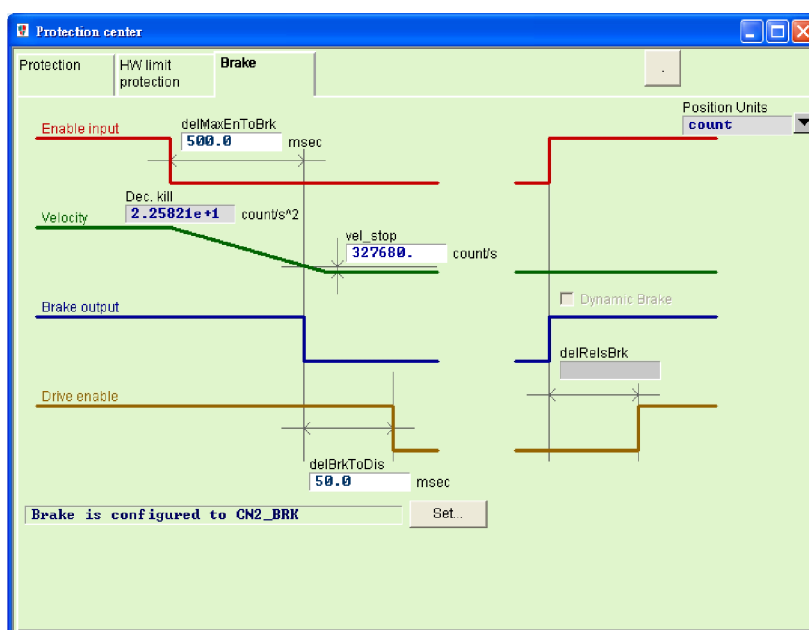 Protection center
Protection
HW limit
protection
Brake
.
Position Units
count
Enable input
delMaxEnToBrk
500.0 msec
Dec. kill
2.25821e+1 count/s^2
Velocity
vel_stop
327680. count/s
Brake output
Dynamic Brake
delRelsBrk
Drive enable
delBrkToDis
50.0 msec
Brake is configured to CN2_BRK
Set...